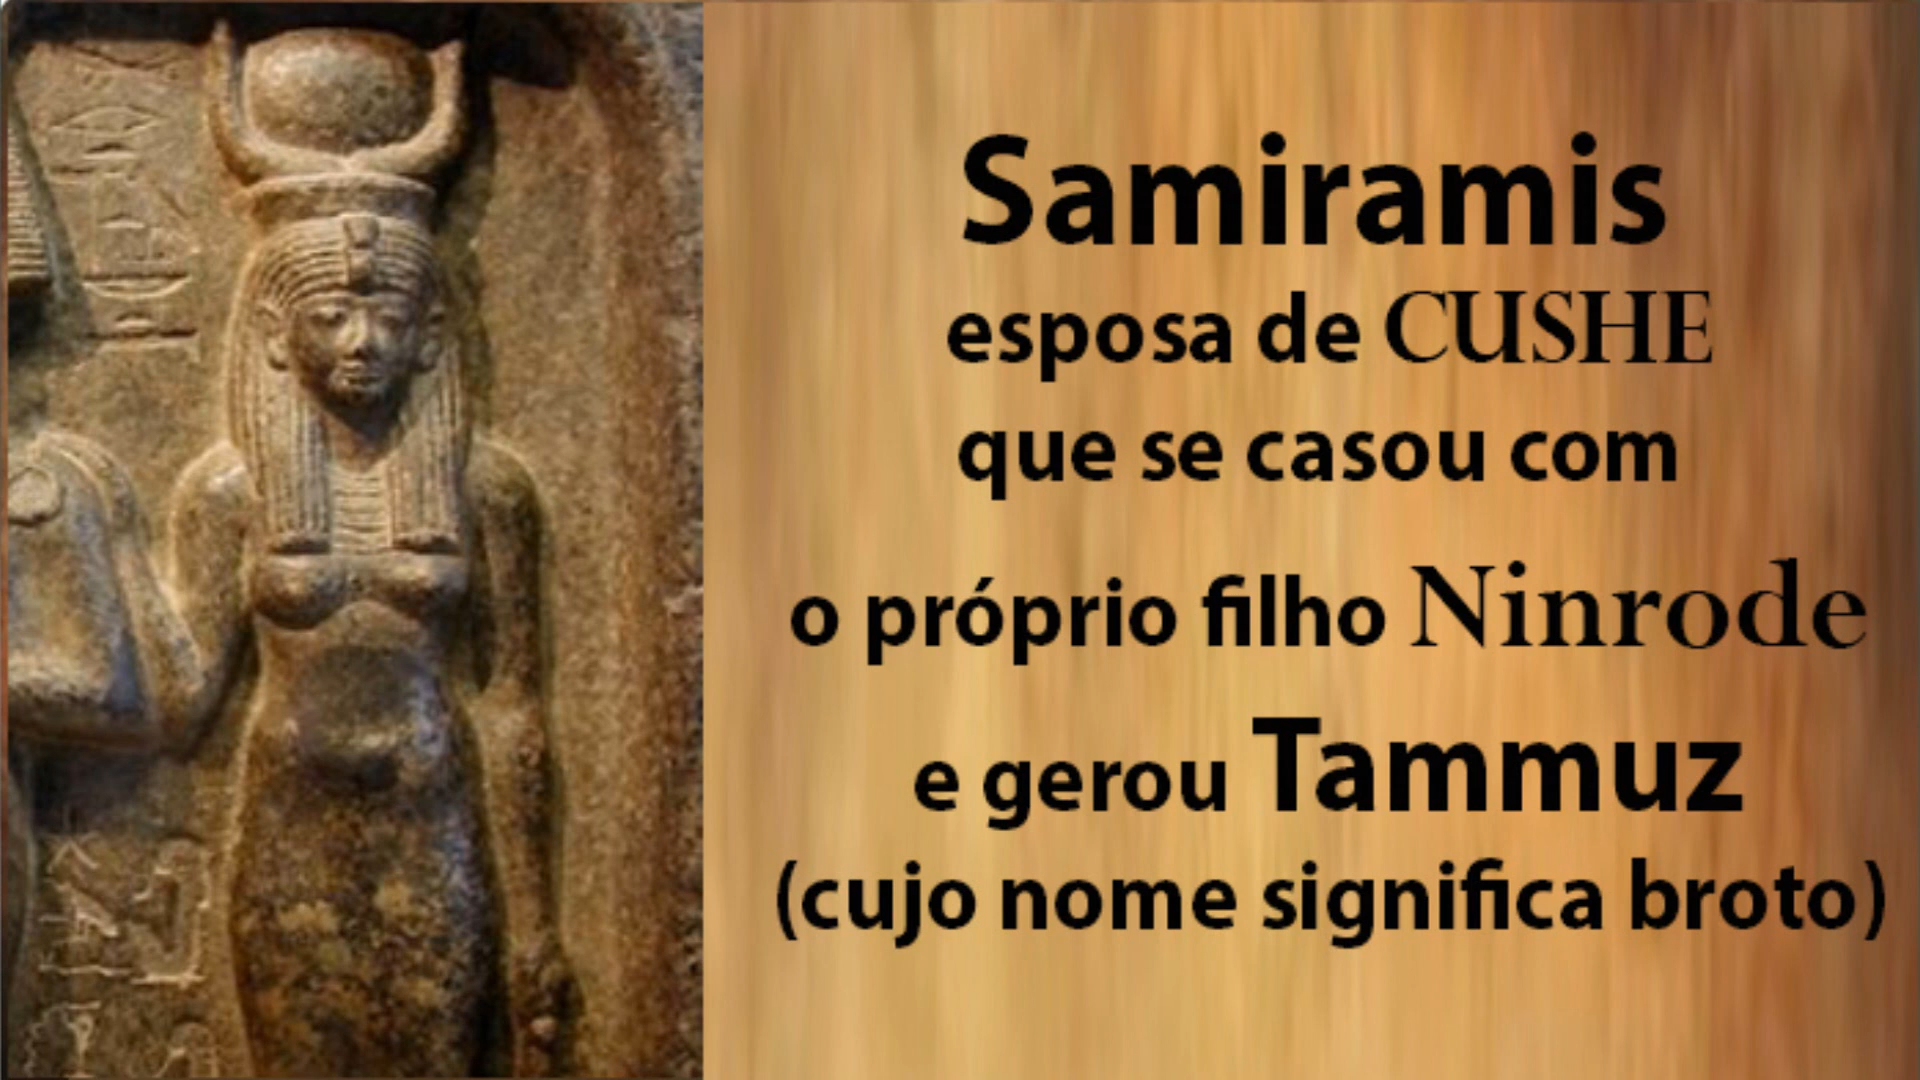 Samiramis
esposa de CUSHE
que se casou com
o próprio filho Ninrode
e gerou Tammuz
(cujo nome significa broto)